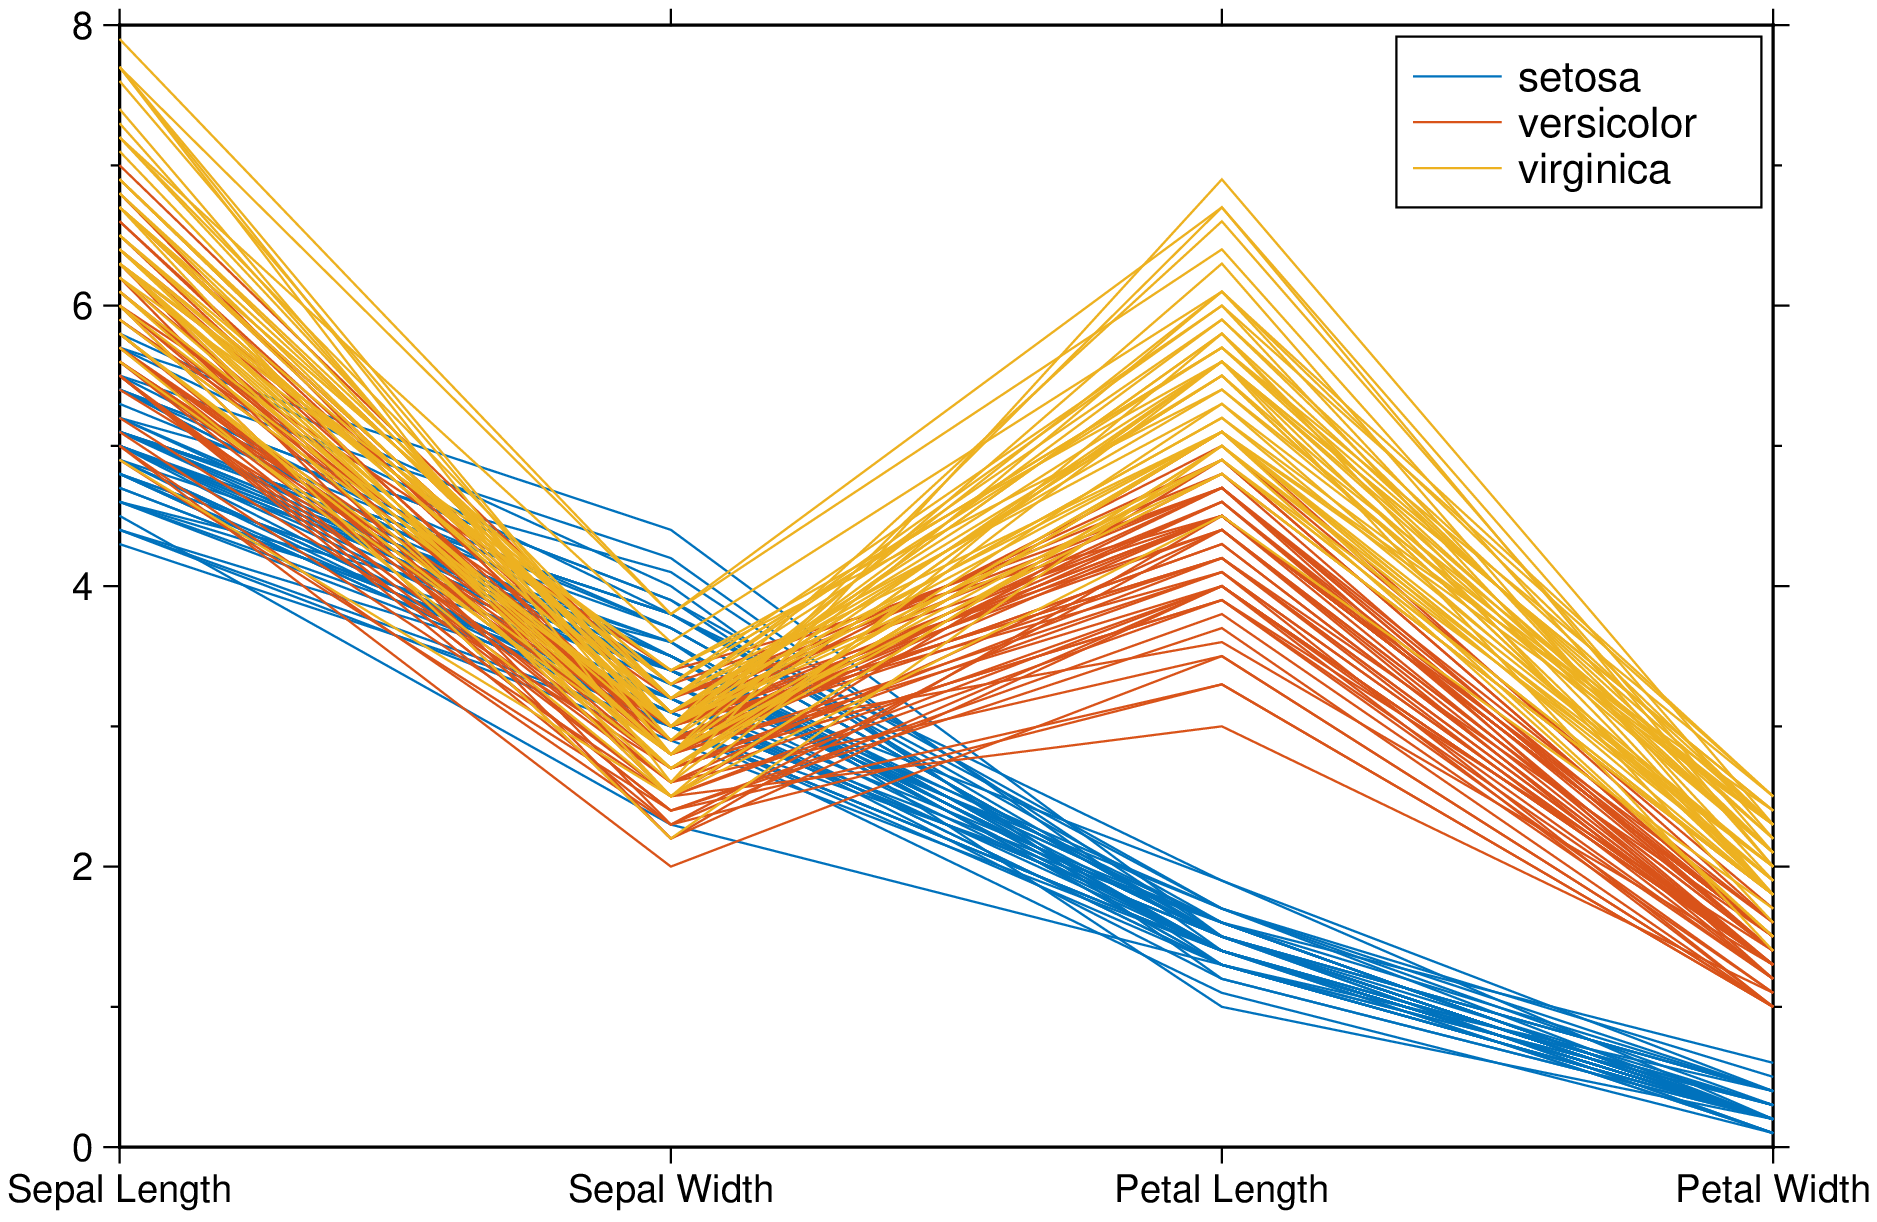 8
setosa
versicolor
virginica
6
4
2
0
Sepal Length
Sepal Width
Petal Length
Petal Width